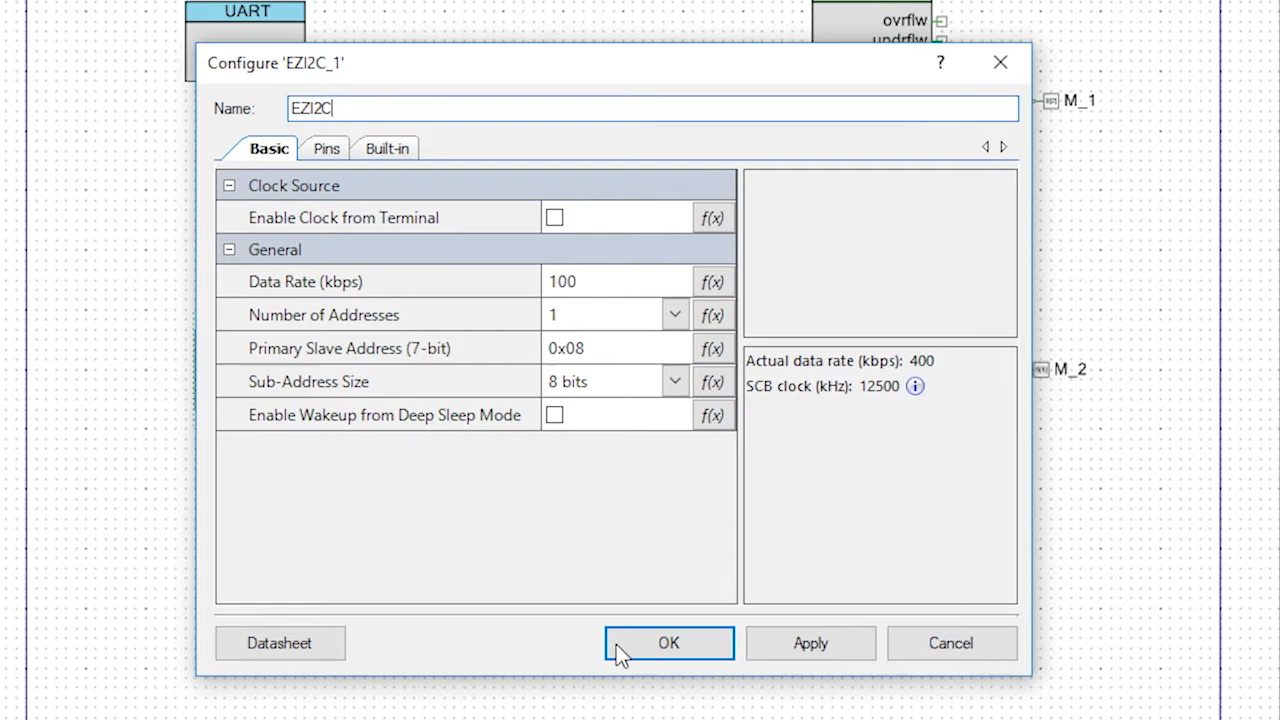 UART
ovrflw
undrflw
Configure 'EZI2C_1'
?
Name: EZI2C
M_1
Basic Pins Built-in
Clock Source
Enable Clock from Terminal f(x)
General
Data Rate (kbps) 100 f(x)
Number of Addresses 1 f(x)
Primary Slave Address (7-bit) 0x08 f(x)
Sub-Address Size 8 bits f(x)
Enable Wakeup from Deep Sleep Mode f(x)
Actual data rate (kbps): 400
SCB clock (kHz): 12500
M_2
Datasheet OK Apply Cancel